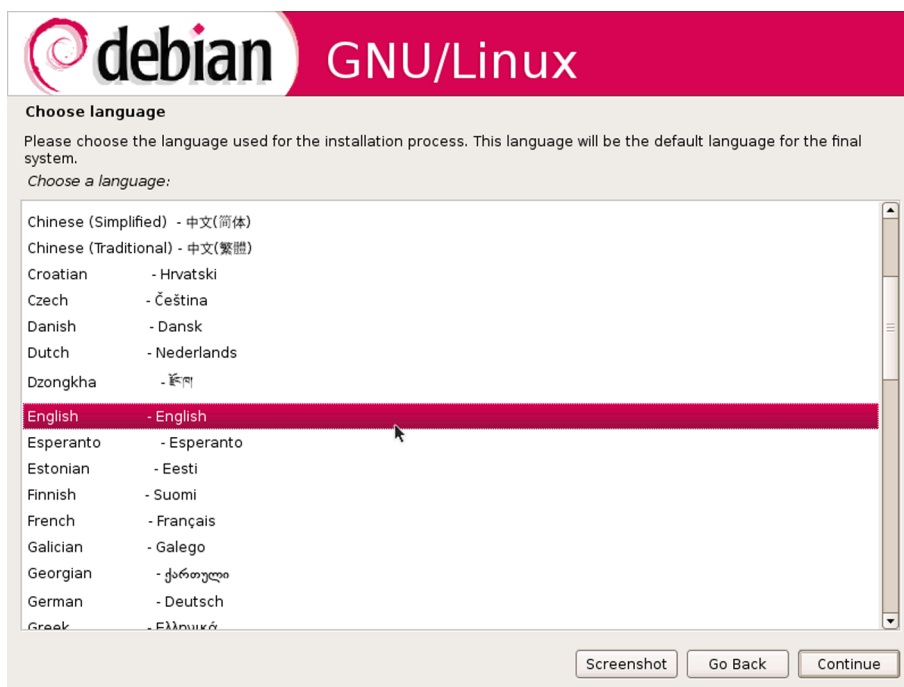 debian GNU/Linux
Choose language
Please choose the language used for the installation process. This language will be the default language for the final
system.
Choose a language:
Chinese (Simplified) - 中文(简体)
Chinese (Traditional) - 中文(繁體)
Croatian - Hrvatski
Czech - Čeština
Danish - Dansk
Dutch - Nederlands
Dzongkha - རྫོང་ཁ།
English - English
Esperanto - Esperanto
Estonian - Eesti
Finnish - Suomi
French - Français
Galician - Galego
Georgian - ქართული
German - Deutsch
Greek - Ελληνικά
Screenshot Go Back Continue